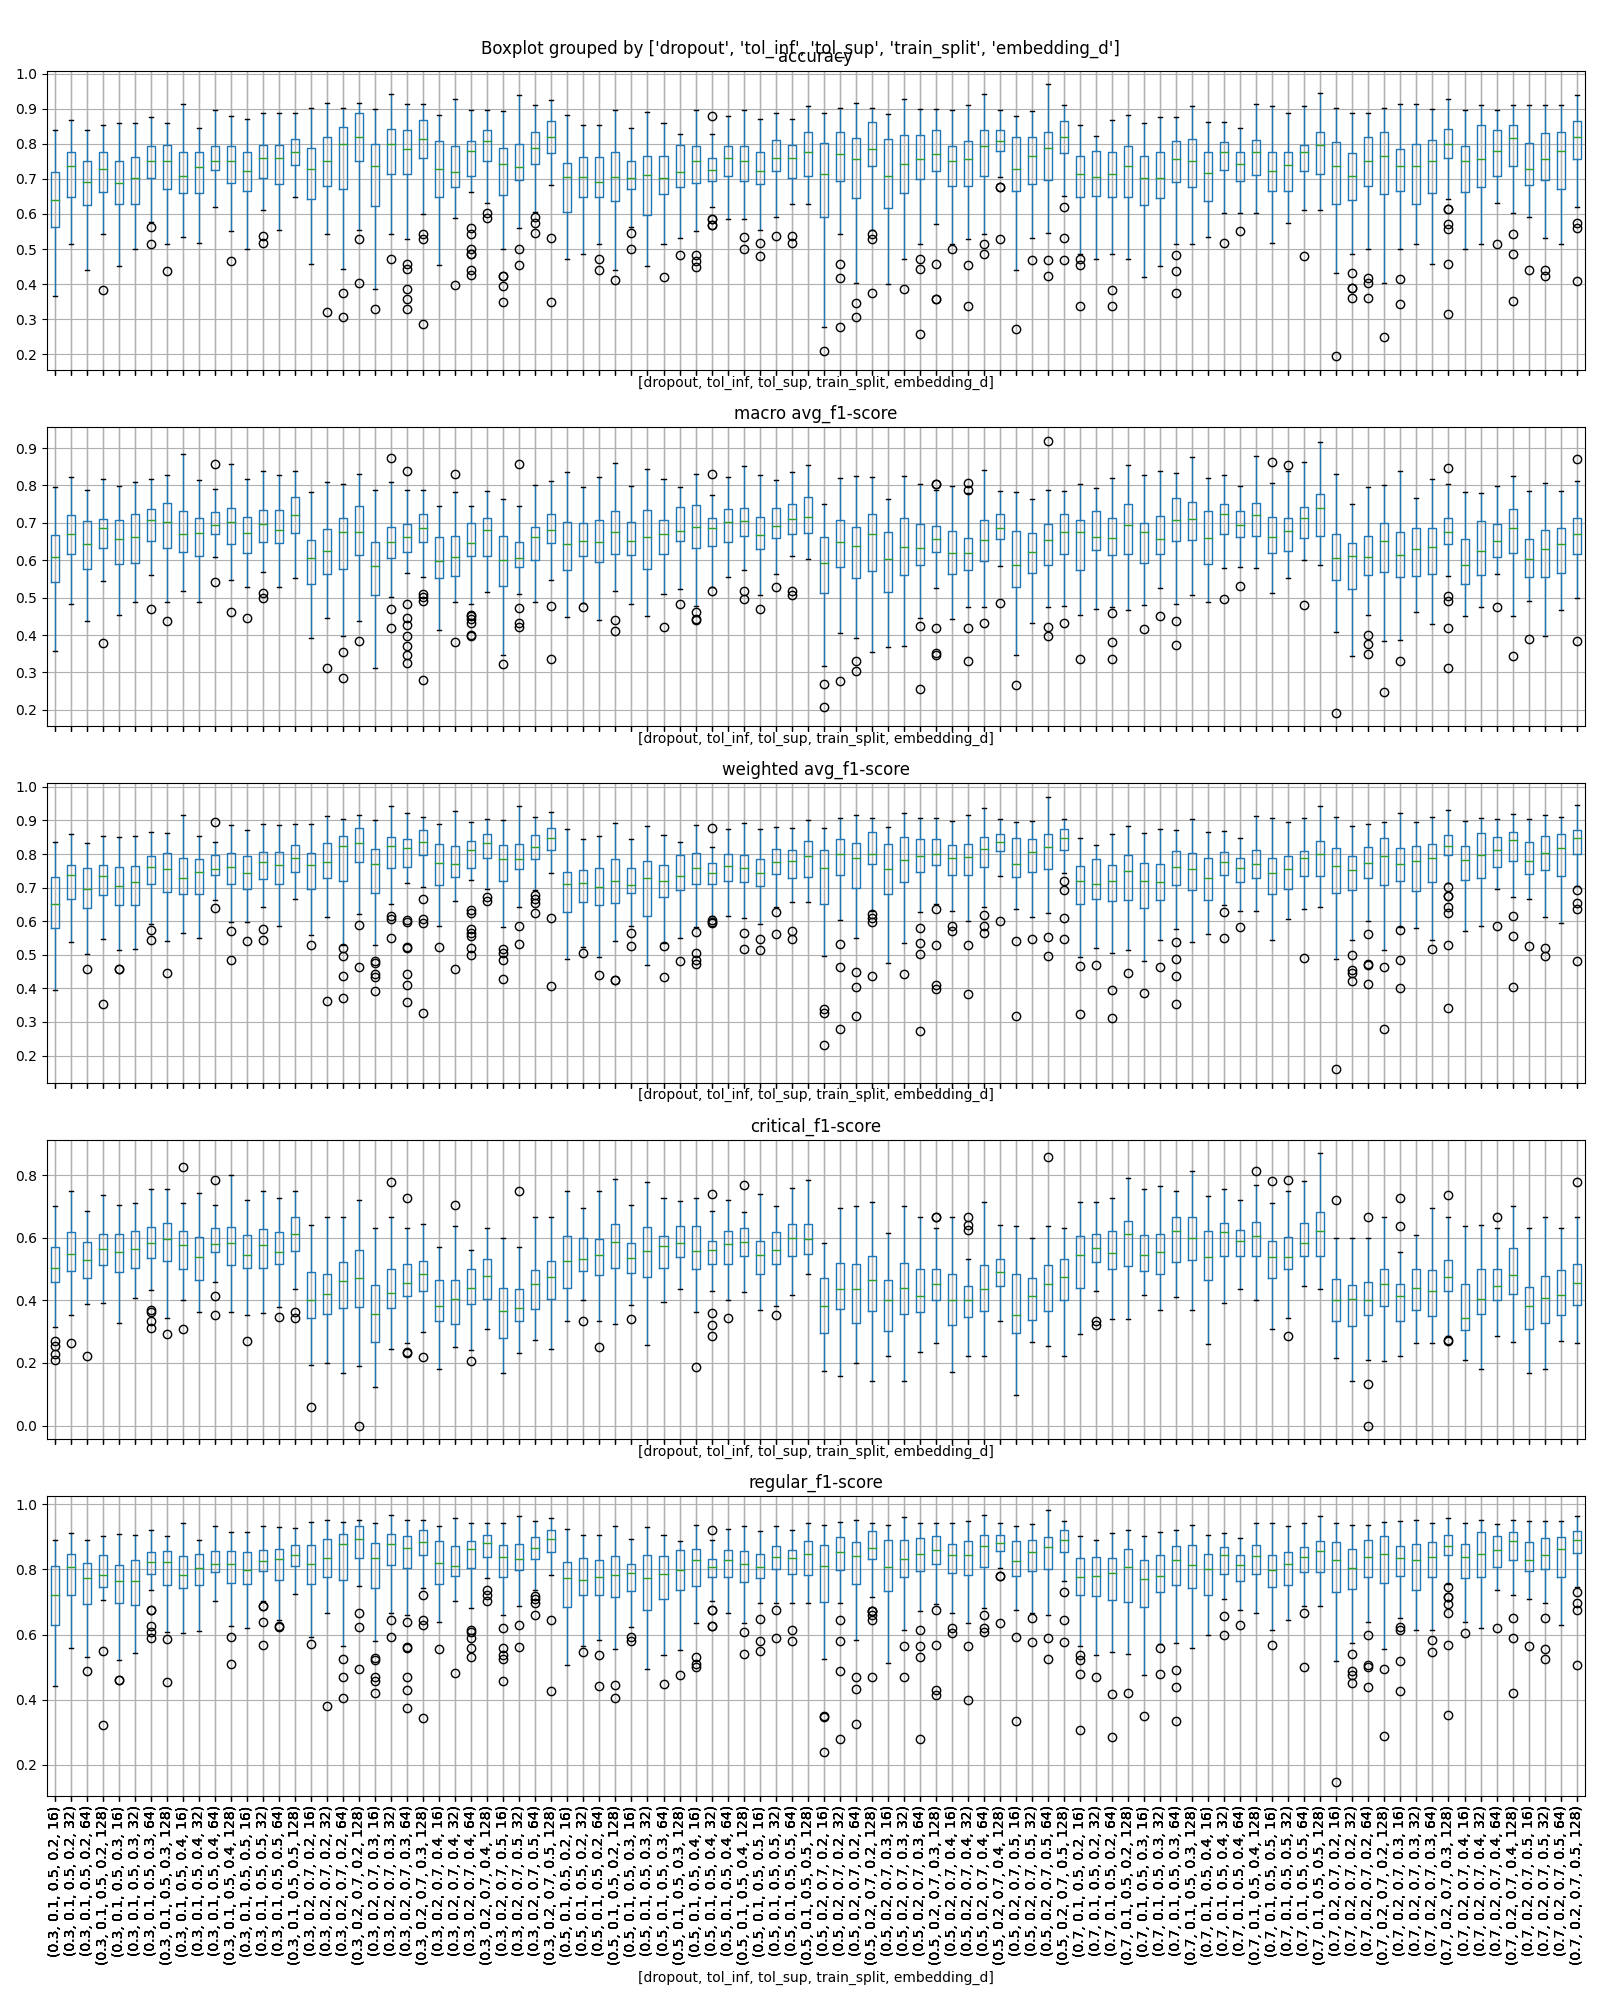 Boxplot grouped by ['dropout', 'tol_inf', 'tol_sup', 'train_split', 'embedding_d']
accuracy
1.0
0.9
0.8
0.7
0.6
0.5
0.4
0.3
0.2
[dropout, tol_inf, tol_sup, train_split, embedding_d]
macro avg_f1-score
0.9
0.8
0.7
0.6
0.5
0.4
0.3
0.2
[dropout, tol_inf, tol_sup, train_split, embedding_d]
weighted avg_f1-score
1.0
0.9
0.8
0.7
0.6
0.5
0.4
0.3
0.2
[dropout, tol_inf, tol_sup, train_split, embedding_d]
critical_f1-score
0.8
0.6
0.4
0.2
0.0
[dropout, tol_inf, tol_sup, train_split, embedding_d]
regular_f1-score
1.0
0.8
0.6
0.4
0.2
(0.3, 0.1, 0.5, 0.2, 16)
(0.3, 0.1, 0.5, 0.2, 32)
(0.3, 0.1, 0.5, 0.2, 64)
(0.3, 0.1, 0.5, 0.2, 128)
(0.3, 0.1, 0.5, 0.3, 16)
(0.3, 0.1, 0.5, 0.3, 32)
(0.3, 0.1, 0.5, 0.3, 64)
(0.3, 0.1, 0.5, 0.3, 128)
(0.3, 0.1, 0.5, 0.4, 16)
(0.3, 0.1, 0.5, 0.4, 32)
(0.3, 0.1, 0.5, 0.4, 64)
(0.3, 0.1, 0.5, 0.4, 128)
(0.3, 0.1, 0.5, 0.5, 16)
(0.3, 0.1, 0.5, 0.5, 32)
(0.3, 0.1, 0.5, 0.5, 64)
(0.3, 0.1, 0.5, 0.5, 128)
(0.3, 0.2, 0.7, 0.2, 16)
(0.3, 0.2, 0.7, 0.2, 32)
(0.3, 0.2, 0.7, 0.2, 64)
(0.3, 0.2, 0.7, 0.2, 128)
(0.3, 0.2, 0.7, 0.3, 16)
(0.3, 0.2, 0.7, 0.3, 32)
(0.3, 0.2, 0.7, 0.3, 64)
(0.3, 0.2, 0.7, 0.3, 128)
(0.3, 0.2, 0.7, 0.4, 16)
(0.3, 0.2, 0.7, 0.4, 32)
(0.3, 0.2, 0.7, 0.4, 64)
(0.3, 0.2, 0.7, 0.4, 128)
(0.3, 0.2, 0.7, 0.5, 16)
(0.3, 0.2, 0.7, 0.5, 32)
(0.3, 0.2, 0.7, 0.5, 64)
(0.3, 0.2, 0.7, 0.5, 128)
(0.5, 0.1, 0.5, 0.2, 16)
(0.5, 0.1, 0.5, 0.2, 32)
(0.5, 0.1, 0.5, 0.2, 64)
(0.5, 0.1, 0.5, 0.2, 128)
(0.5, 0.1, 0.5, 0.3, 16)
(0.5, 0.1, 0.5, 0.3, 32)
(0.5, 0.1, 0.5, 0.3, 64)
(0.5, 0.1, 0.5, 0.3, 128)
(0.5, 0.1, 0.5, 0.4, 16)
(0.5, 0.1, 0.5, 0.4, 32)
(0.5, 0.1, 0.5, 0.4, 64)
(0.5, 0.1, 0.5, 0.4, 128)
(0.5, 0.1, 0.5, 0.5, 16)
(0.5, 0.1, 0.5, 0.5, 32)
(0.5, 0.1, 0.5, 0.5, 64)
(0.5, 0.1, 0.5, 0.5, 128)
(0.5, 0.2, 0.7, 0.2, 16)
(0.5, 0.2, 0.7, 0.2, 32)
(0.5, 0.2, 0.7, 0.2, 64)
(0.5, 0.2, 0.7, 0.2, 128)
(0.5, 0.2, 0.7, 0.3, 16)
(0.5, 0.2, 0.7, 0.3, 32)
(0.5, 0.2, 0.7, 0.3, 64)
(0.5, 0.2, 0.7, 0.3, 128)
(0.5, 0.2, 0.7, 0.4, 16)
(0.5, 0.2, 0.7, 0.4, 32)
(0.5, 0.2, 0.7, 0.4, 64)
(0.5, 0.2, 0.7, 0.4, 128)
(0.5, 0.2, 0.7, 0.5, 16)
(0.5, 0.2, 0.7, 0.5, 32)
(0.5, 0.2, 0.7, 0.5, 64)
(0.5, 0.2, 0.7, 0.5, 128)
(0.7, 0.1, 0.5, 0.2, 16)
(0.7, 0.1, 0.5, 0.2, 32)
(0.7, 0.1, 0.5, 0.2, 64)
(0.7, 0.1, 0.5, 0.2, 128)
(0.7, 0.1, 0.5, 0.3, 16)
(0.7, 0.1, 0.5, 0.3, 32)
(0.7, 0.1, 0.5, 0.3, 64)
(0.7, 0.1, 0.5, 0.3, 128)
(0.7, 0.1, 0.5, 0.4, 16)
(0.7, 0.1, 0.5, 0.4, 32)
(0.7, 0.1, 0.5, 0.4, 64)
(0.7, 0.1, 0.5, 0.4, 128)
(0.7, 0.1, 0.5, 0.5, 16)
(0.7, 0.1, 0.5, 0.5, 32)
(0.7, 0.1, 0.5, 0.5, 64)
(0.7, 0.1, 0.5, 0.5, 128)
(0.7, 0.2, 0.7, 0.2, 16)
(0.7, 0.2, 0.7, 0.2, 32)
(0.7, 0.2, 0.7, 0.2, 64)
(0.7, 0.2, 0.7, 0.2, 128)
(0.7, 0.2, 0.7, 0.3, 16)
(0.7, 0.2, 0.7, 0.3, 32)
(0.7, 0.2, 0.7, 0.3, 64)
(0.7, 0.2, 0.7, 0.3, 128)
(0.7, 0.2, 0.7, 0.4, 16)
(0.7, 0.2, 0.7, 0.4, 32)
(0.7, 0.2, 0.7, 0.4, 64)
(0.7, 0.2, 0.7, 0.4, 128)
(0.7, 0.2, 0.7, 0.5, 16)
(0.7, 0.2, 0.7, 0.5, 32)
(0.7, 0.2, 0.7, 0.5, 64)
(0.7, 0.2, 0.7, 0.5, 128)
[dropout, tol_inf, tol_sup, train_split, embedding_d]